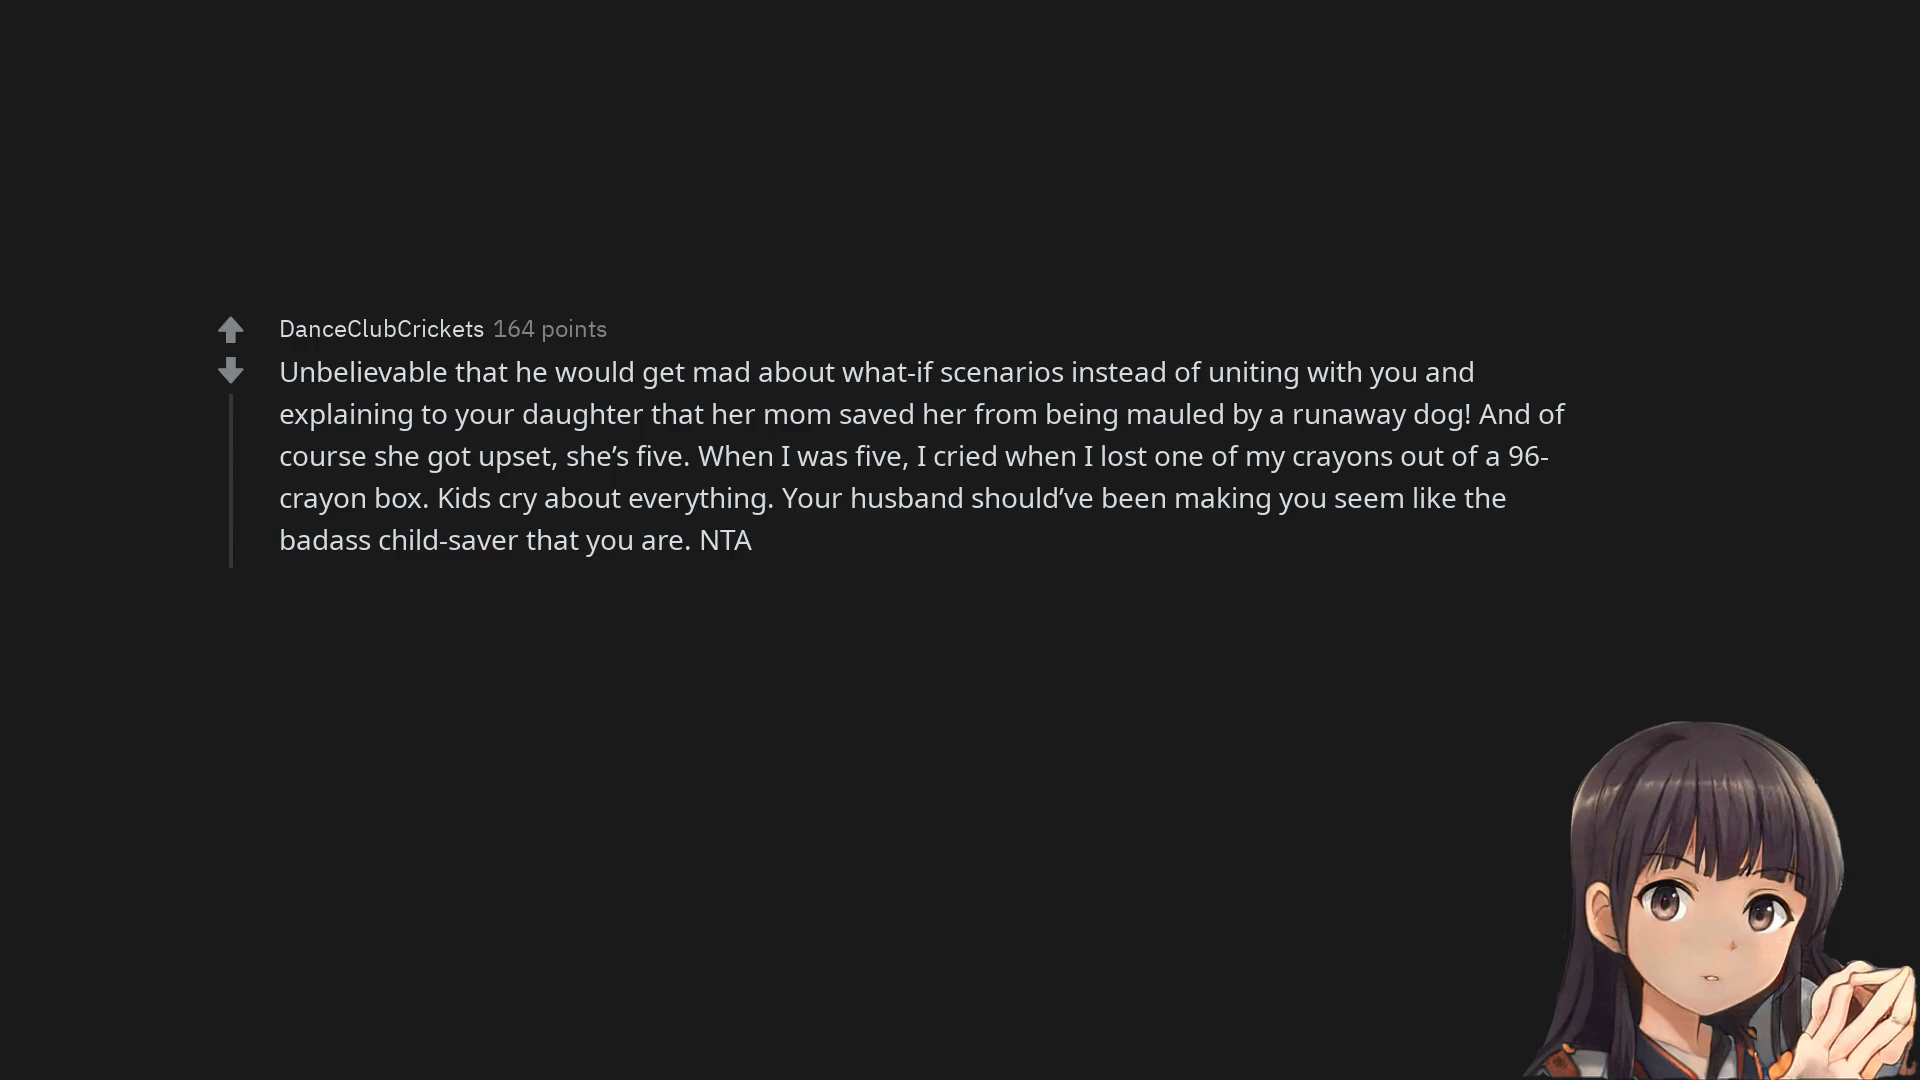 DanceClubCrickets 164 points
Unbelievable that he would get mad about what-if scenarios instead of uniting with you and
explaining to your daughter that her mom saved her from being mauled by a runaway dog! And of
course she got upset, she’s five. When I was five, I cried when I lost one of my crayons out of a 96-
crayon box. Kids cry about everything. Your husband should’ve been making you seem like the
badass child-saver that you are. NTA